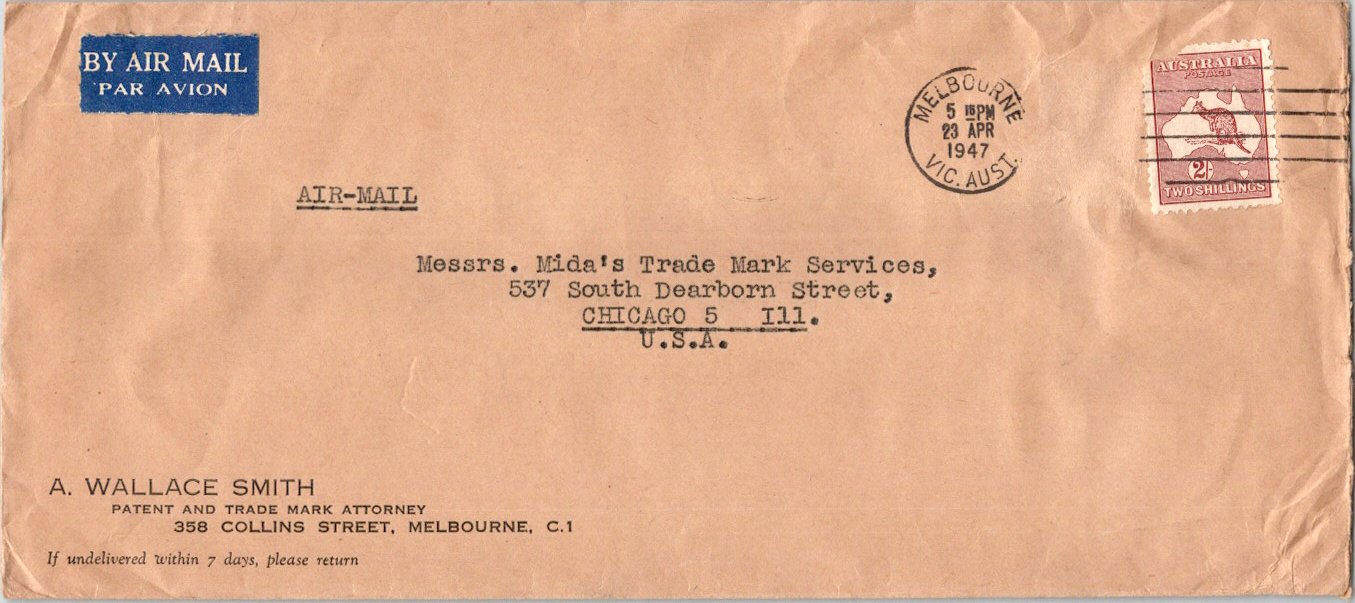 BY AIR MAIL
PAR AVION
MELBOURNE
5 15PM
23 APR
1947
VIC. AUST.
AUSTRALIA
POSTAGE
2/-
TWO SHILLINGS
AIR-MAIL
Messrs. Mida's Trade Mark Services,
537 South Dearborn Street,
CHICAGO 5 Ill.
U.S.A.
A. WALLACE SMITH
PATENT AND TRADE MARK ATTORNEY
358 COLLINS STREET, MELBOURNE, C.1
If undelivered within 7 days, please return